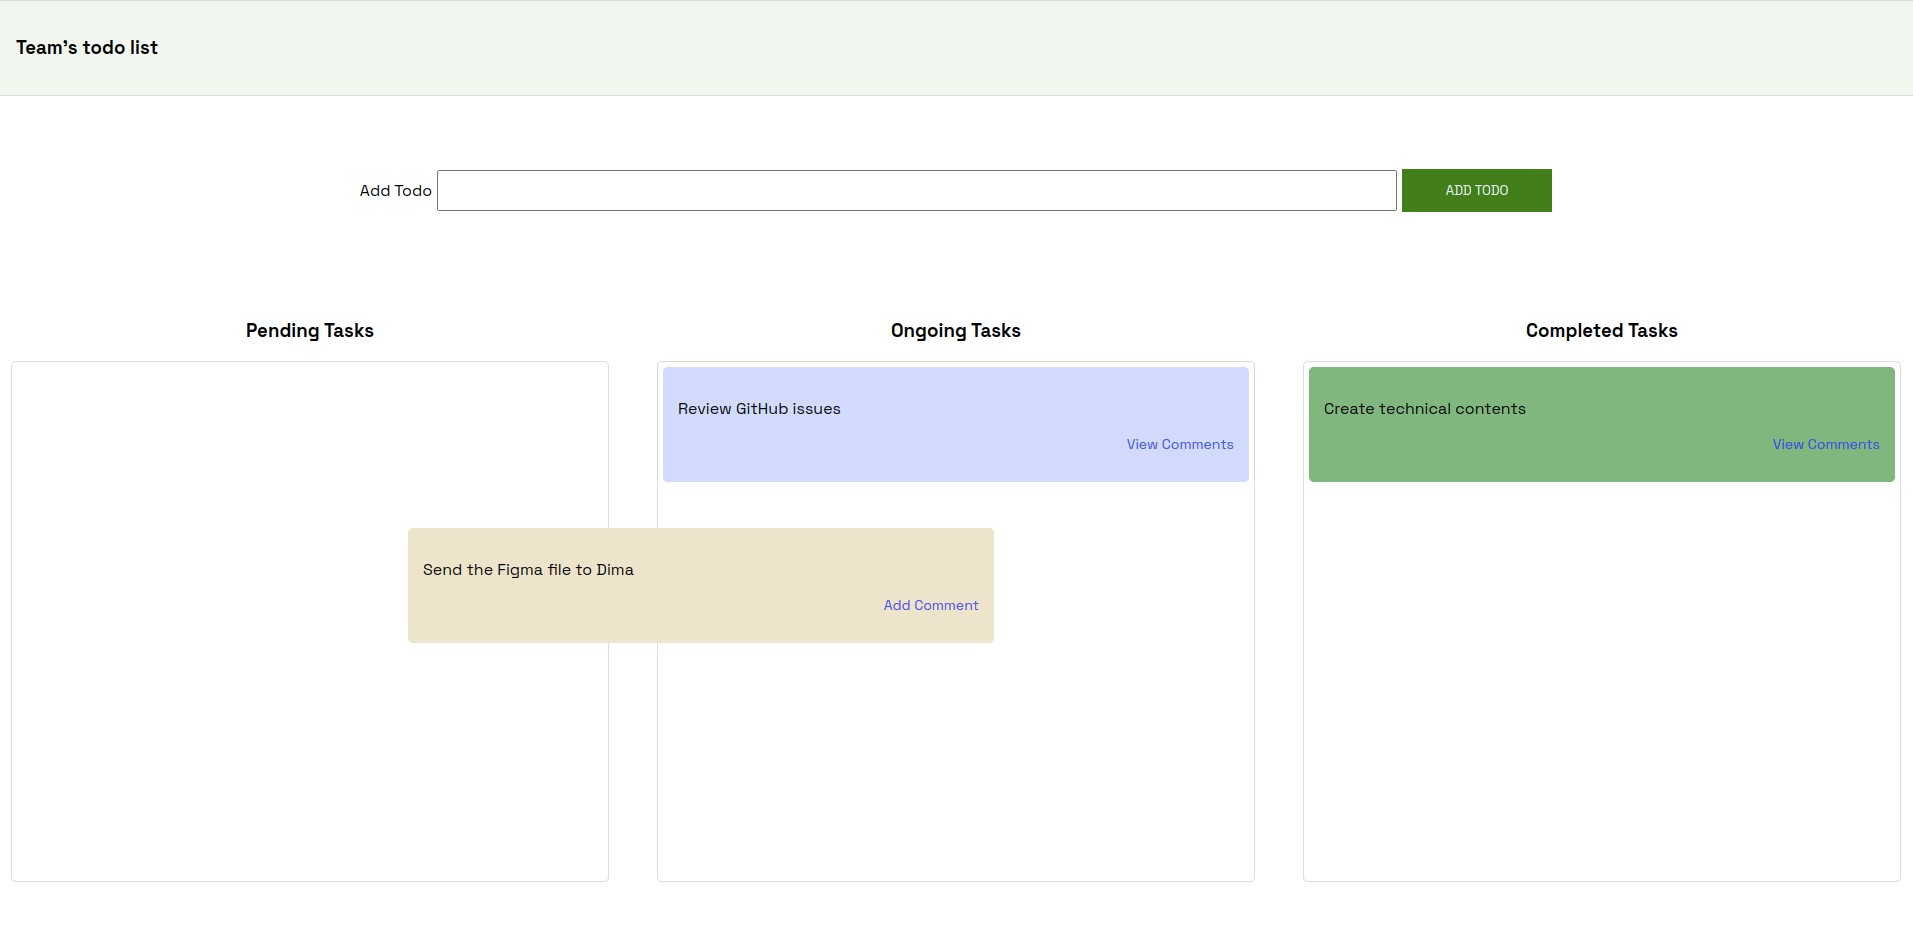 Team's todo list
Add Todo
ADD TODO
Pending Tasks
Ongoing Tasks
Completed Tasks
Review GitHub issues
View Comments
Create technical contents
View Comments
Send the Figma file to Dima
Add Comment